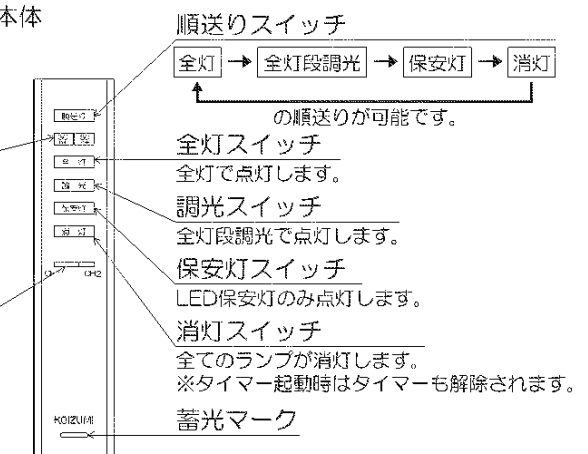 本体
順送りスイッチ
全灯 → 全灯段調光 → 保安灯 → 消灯
の順送りが可能です。
全灯スイッチ
全灯で点灯します。
調光スイッチ
全灯段調光で点灯します。
保安灯スイッチ
LED保安灯のみ点灯します。
消灯スイッチ
全てのランプが消灯します。
※タイマー起動時はタイマーも解除されます。
蓄光マーク
順送り
全 灯
調 光
保安灯
消 灯
CH2
KOIZUMI